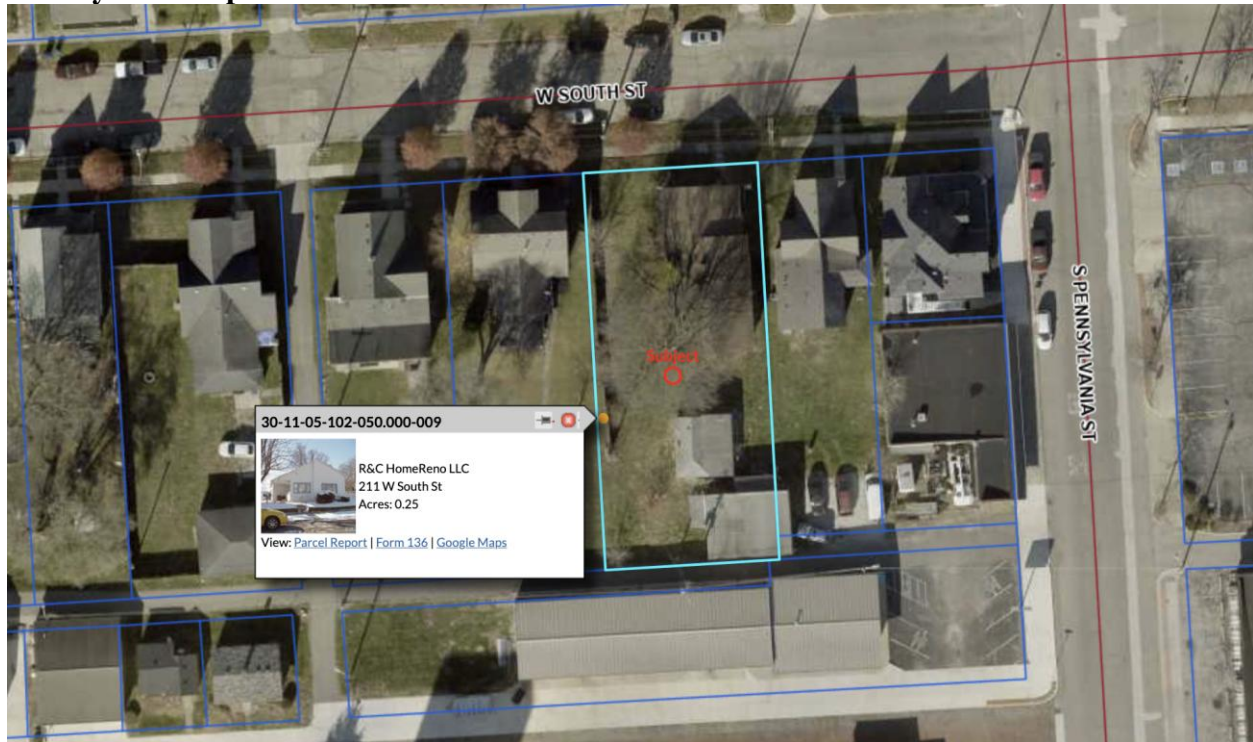 W SOUTH ST
S PENNSYLVANIA ST
Subject
30-11-05-102-050.000-009
R&C HomeReno LLC
211 W South St
Acres: 0.25
View: Parcel Report | Form 136 | Google Maps